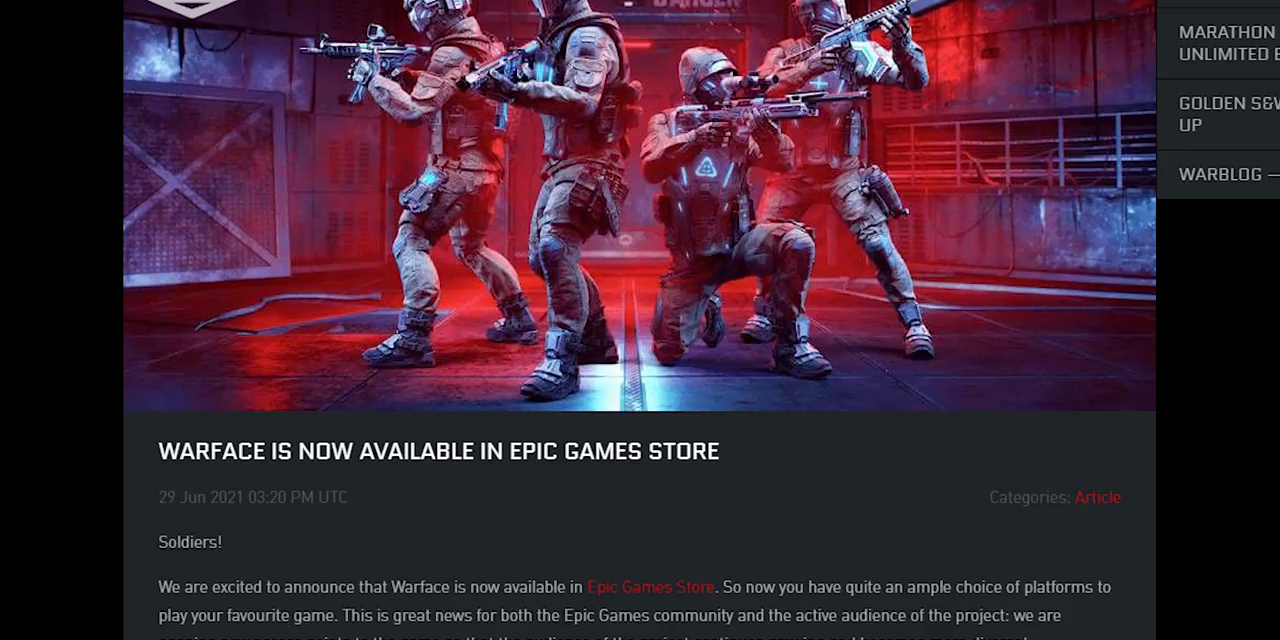 DANGER
MARATHON
UNLIMITED
GOLDEN S&W
UP
WARBLOG —
WARFACE IS NOW AVAILABLE IN EPIC GAMES STORE
29 Jun 2021 03:20 PM UTC
Categories: Article
Soldiers!
We are excited to announce that Warface is now available in Epic Games Store. So now you have quite an ample choice of platforms to
play your favourite game. This is great news for both the Epic Games community and the active audience of the project: we are